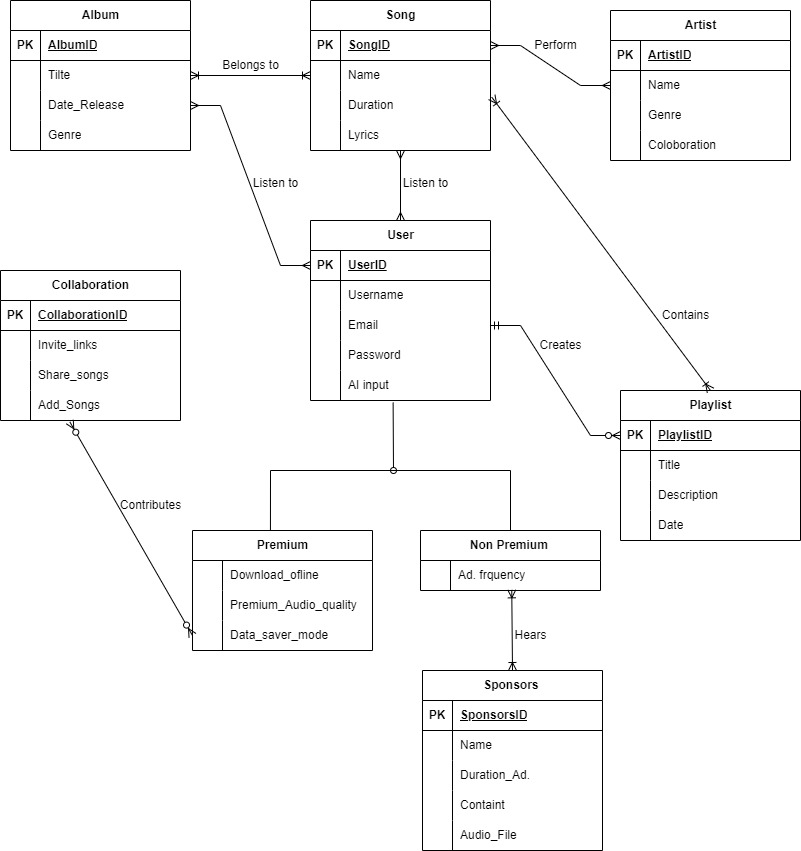 Album
PK AlbumID
Tilte
Date_Release
Genre
Belongs to
Song
PK SongID
Name
Duration
Lyrics
Perform
Artist
PK ArtistID
Name
Genre
Coloboration
Listen to
Listen to
User
PK UserID
Username
Email
Password
AI input
Collaboration
PK CollaborationID
Invite_links
Share_songs
Add_Songs
Contains
Creates
Playlist
PK PlaylistID
Title
Description
Date
Contributes
Premium
Download_ofline
Premium_Audio_quality
Data_saver_mode
Non Premium
Ad. frquency
Hears
Sponsors
PK SponsorsID
Name
Duration_Ad.
Containt
Audio_File